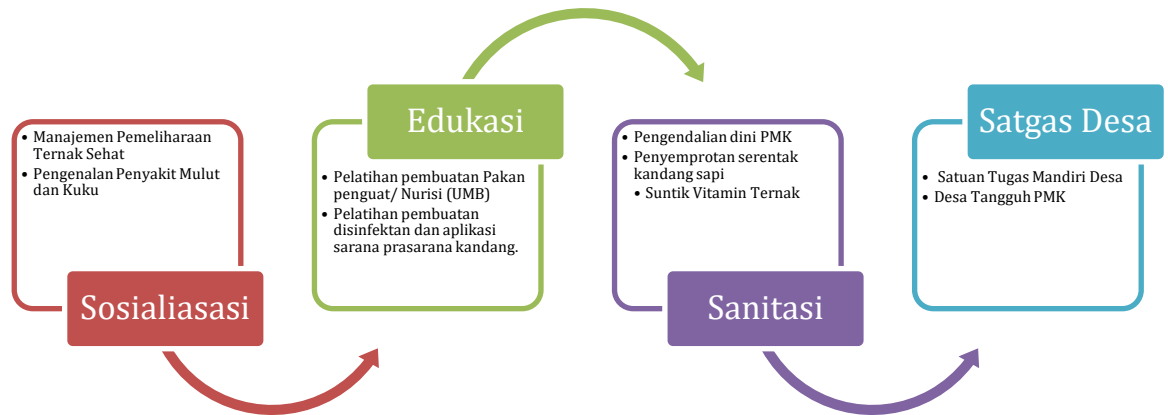 • Manajemen Pemeliharaan
Ternak Sehat
• Pengenalan Penyakit Mulut
dan Kuku
Sosialiasasi
Edukasi
• Pelatihan pembuatan Pakan
penguat/ Nurisi (UMB)
• Pelatihan pembuatan
disinfektan dan aplikasi
sarana prasarana kandang.
• Pengendalian dini PMK
• Penyemprotan serentak
kandang sapi
• Suntik Vitamin Ternak
Sanitasi
Satgas Desa
• Satuan Tugas Mandiri Desa
• Desa Tangguh PMK